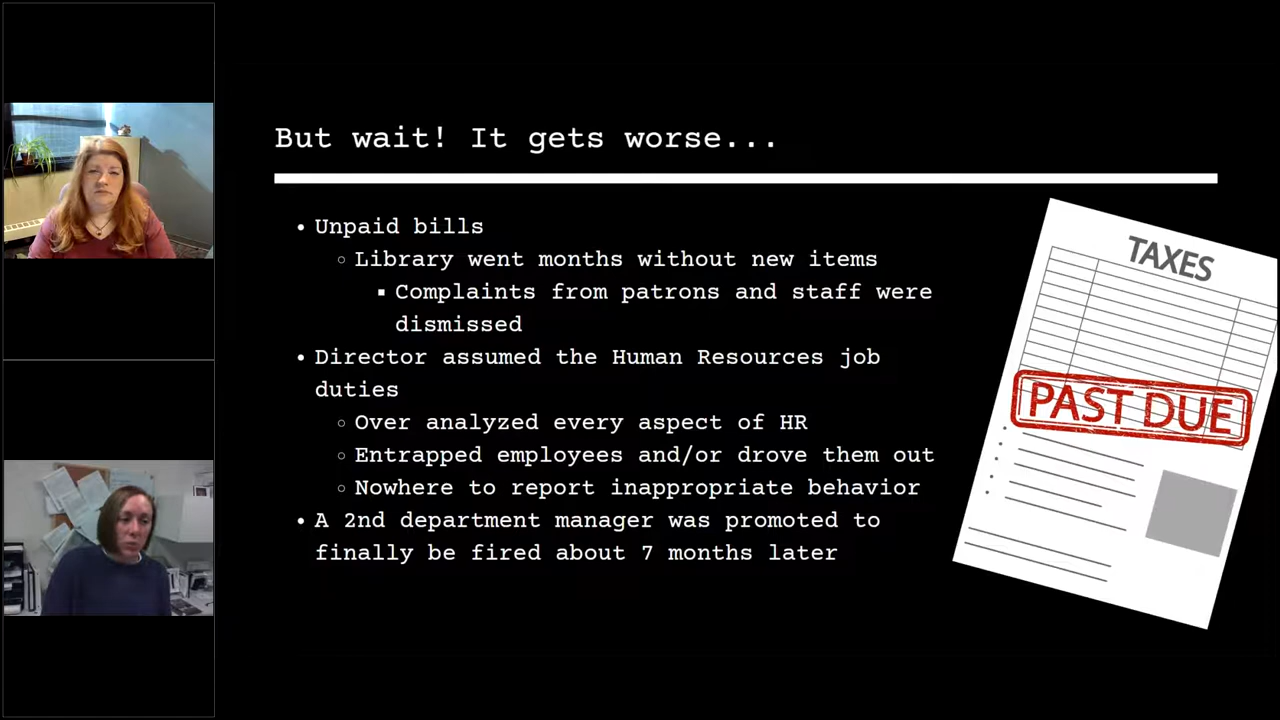 But wait! It gets worse...
• Unpaid bills
○ Library went months without new items
▪ Complaints from patrons and staff were
dismissed
• Director assumed the Human Resources job
duties
○ Over analyzed every aspect of HR
○ Entrapped employees and/or drove them out
○ Nowhere to report inappropriate behavior
• A 2nd department manager was promoted to
finally be fired about 7 months later
TAXES
PAST DUE